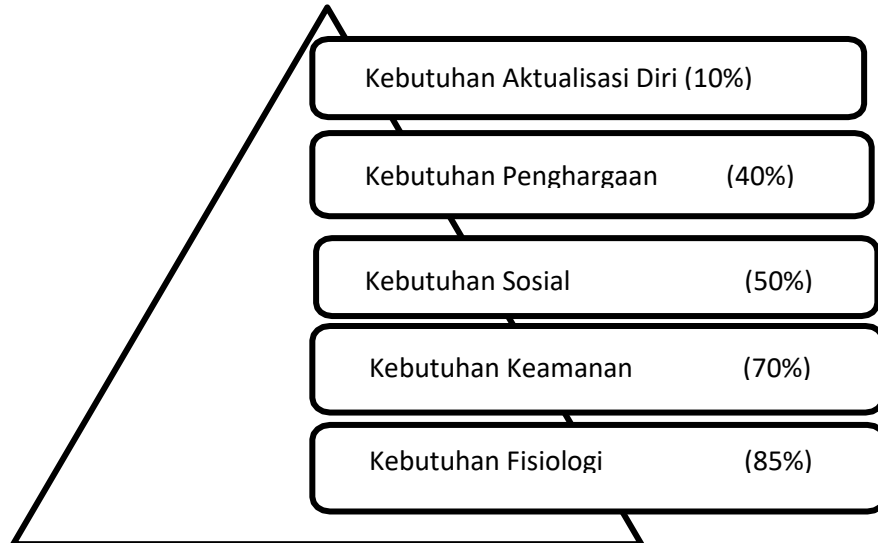 Kebutuhan Aktualisasi Diri (10%)
Kebutuhan Penghargaan (40%)
Kebutuhan Sosial (50%)
Kebutuhan Keamanan (70%)
Kebutuhan Fisiologi (85%)